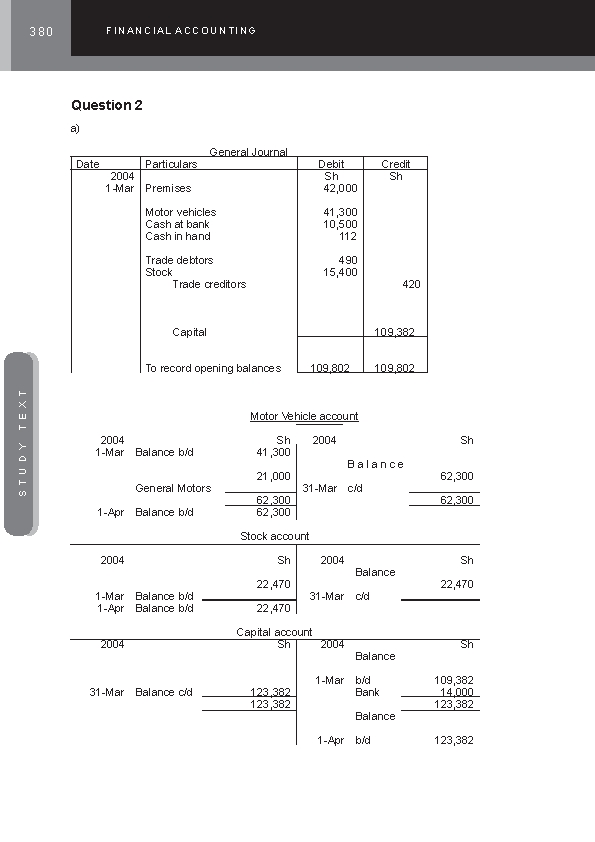 380
FINANCIAL ACCOUNTING
Question 2
a)
General Journal
Date Particulars Debit Credit
2004 Sh Sh
1-Mar Premises 42,000
Motor vehicles 41,300
Cash at bank 10,500
Cash in hand 112
Trade debtors 490
Stock 15,400
Trade creditors 420
Capital 109,382
To record opening balances 109,802 109,802
STUDY TEXT
Motor Vehicle account
2004 Sh 2004 Sh
1-Mar Balance b/d 41,300
Balance
21,000 62,300
General Motors 31-Mar c/d
62,300 62,300
1-Apr Balance b/d 62,300
Stock account
2004 Sh 2004 Sh
Balance
22,470 22,470
1-Mar Balance b/d 31-Mar c/d
1-Apr Balance b/d 22,470
Capital account
2004 Sh 2004 Sh
Balance
1-Mar b/d 109,382
31-Mar Balance c/d 123,382 Bank 14,000
123,382 123,382
Balance
1-Apr b/d 123,382